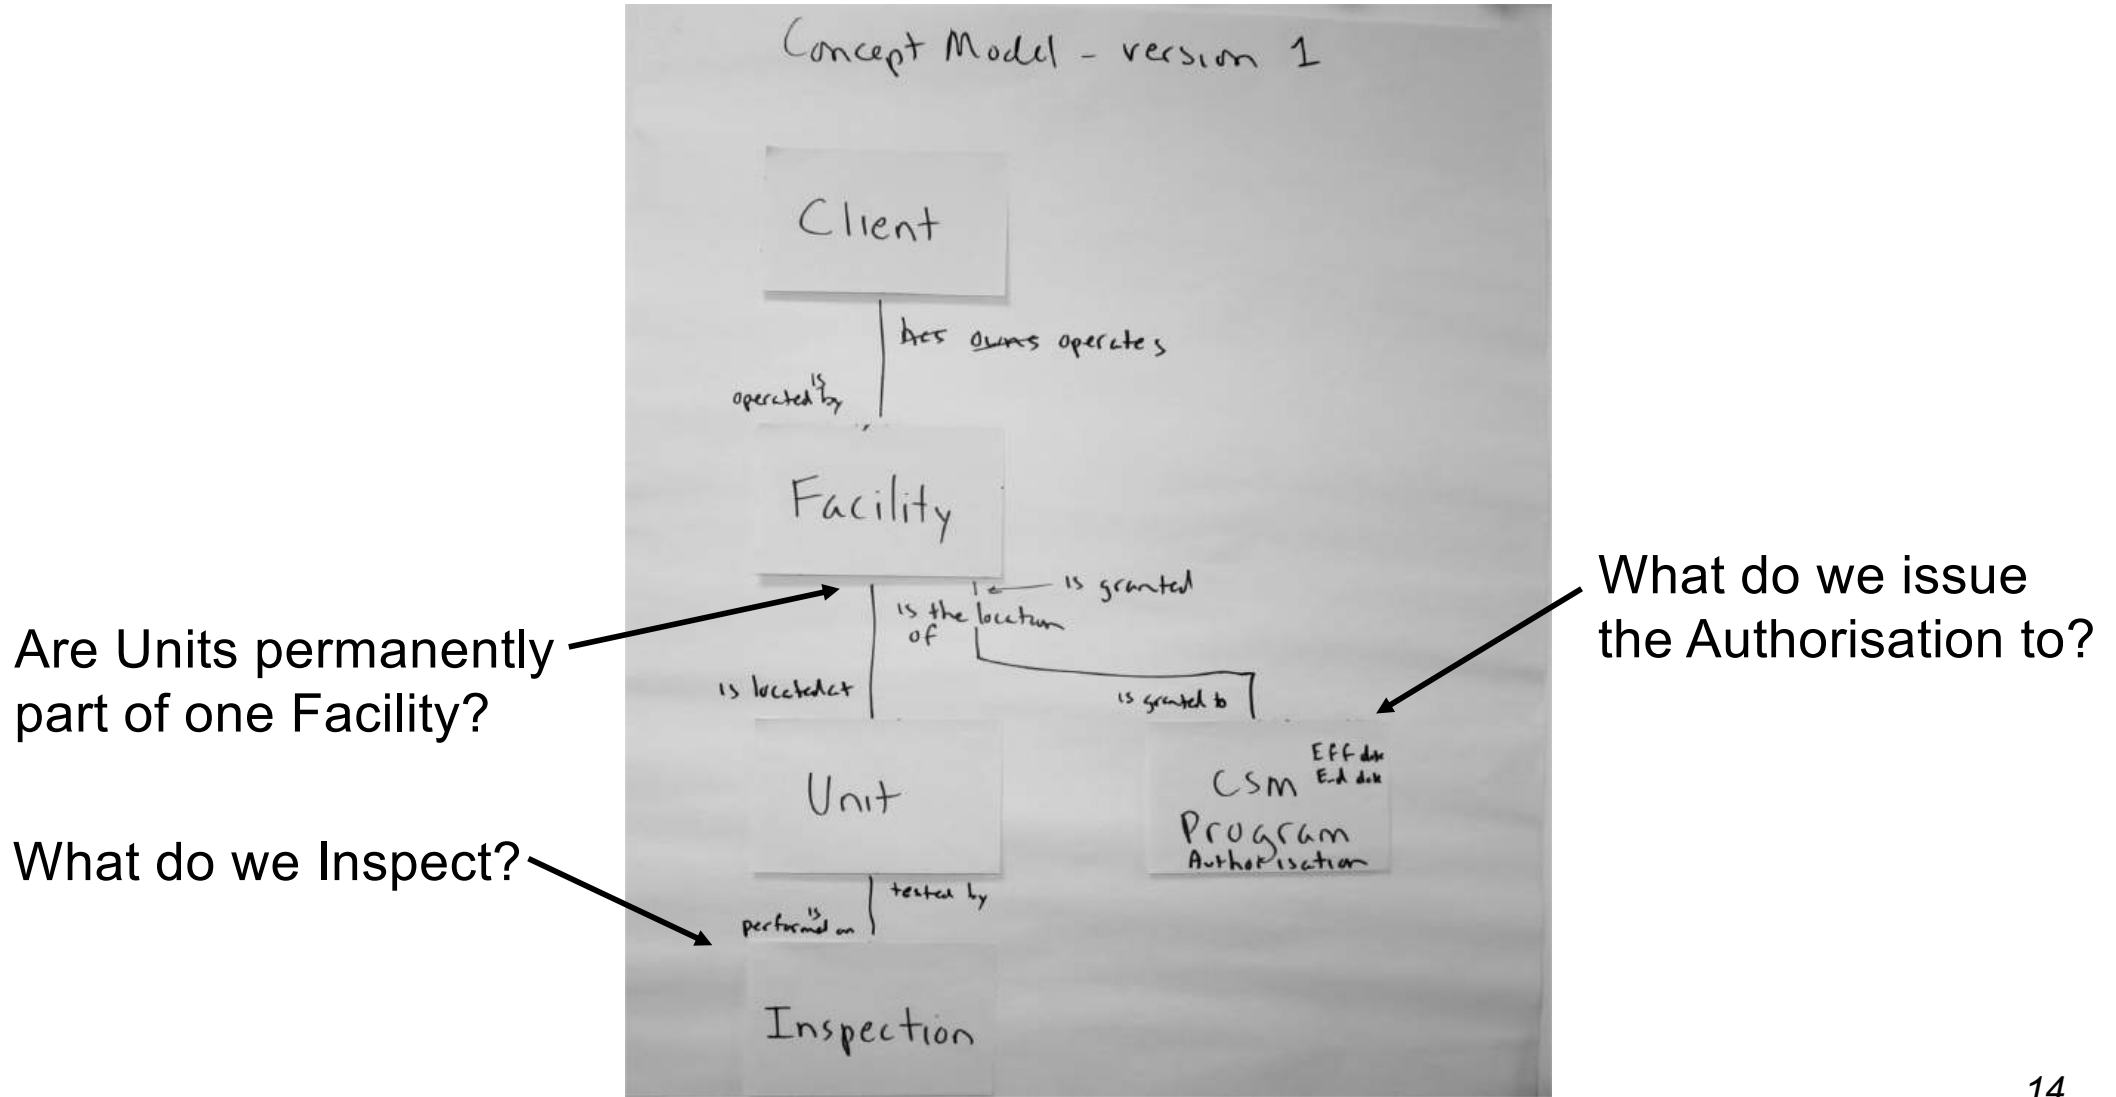 Concept Model - version 1
Client
has owns operates
is
operated by
Facility
is granted
is the location
of
What do we issue
the Authorisation to?
Are Units permanently
part of one Facility?
is located at
is granted to
Eff date
End date
CSM
Unit
Program
Authorisation
What do we Inspect?
tested by
is
performed on
Inspection
14